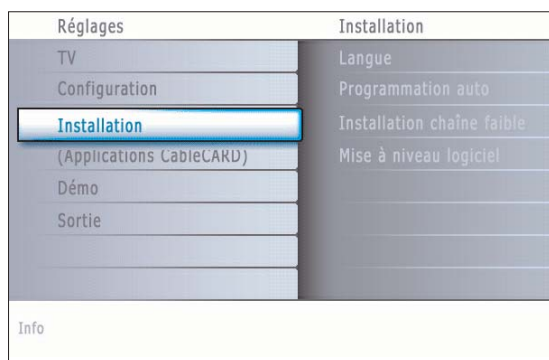 Réglages
Installation
TV
Configuration
Installation
(Applications CableCARD)
Démo
Sortie
Langue
Programmation auto
Installation chaîne faible
Mise à niveau logiciel
Info